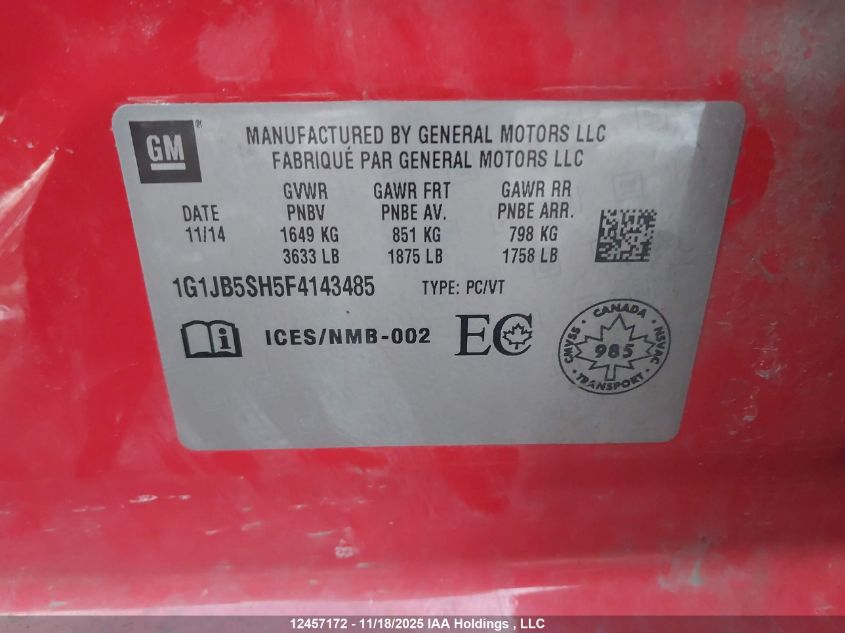 GM
MANUFACTURED BY GENERAL MOTORS LLC
FABRIQUÉ PAR GENERAL MOTORS LLC
GVWR GAWR FRT GAWR RR
DATE PNBV PNBE AV. PNBE ARR.
11/14 1649 KG 851 KG 798 KG
3633 LB 1875 LB 1758 LB
1G1JB5SH5F4143485 TYPE: PC/VT
i ICES/NMB-002 EC
CANADA
CMVSS 985 NSVAC
TRANSPORT
12457172 - 11/18/2025 IAA Holdings , LLC